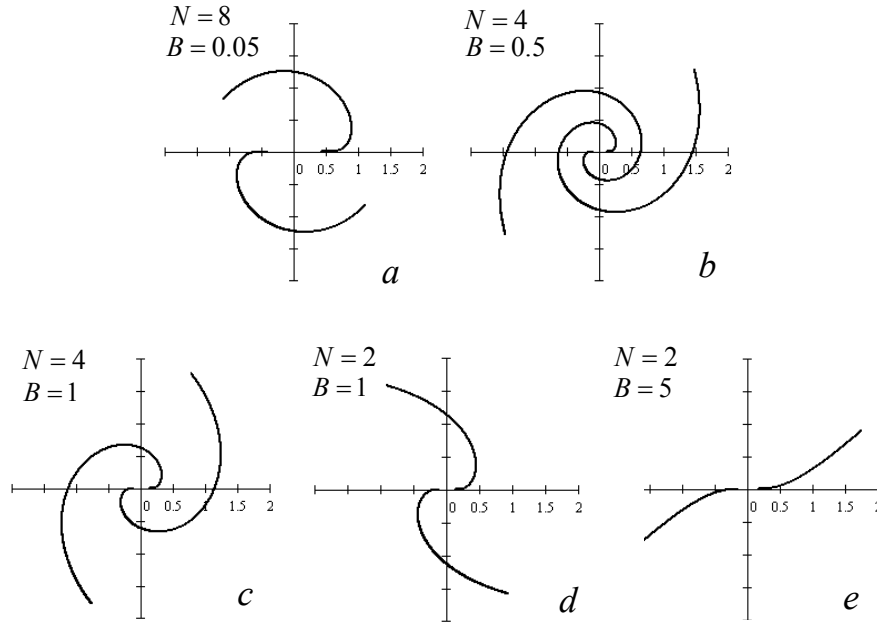 N = 8
B = 0.05
0 0.5 1 1.5 2
a
N = 4
B = 0.5
0 0.5 1 1.5 2
b
N = 4
B = 1
0 0.5 1 1.5 2
c
N = 2
B = 1
0 0.5 1 1.5 2
d
N = 2
B = 5
0 0.5 1 1.5 2
e